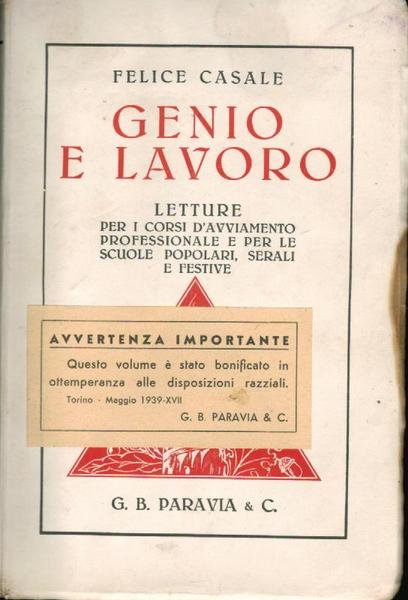 FELICE CASALE
GENIO
E LAVORO
LETTURE
PER I CORSI D'AVVIAMENTO
PROFESSIONALE E PER LE
SCUOLE POPOLARI, SERALI
E FESTIVE
AVVERTENZA IMPORTANTE
Questo volume è stato bonificato in
ottemperanza alle disposizioni razziali.
Torino - Maggio 1939-XVII
G. B. PARAVIA & C.
G. B. PARAVIA & C.